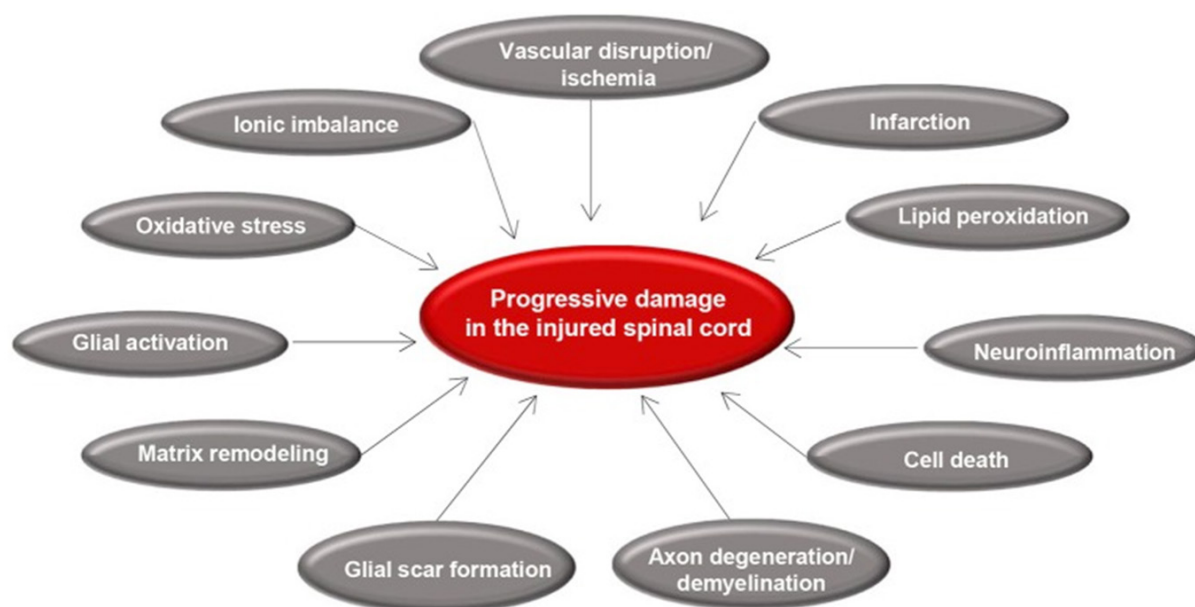 Vascular disruption/
ischemia
Ionic imbalance
Infarction
Oxidative stress
Lipid peroxidation
Progressive damage
in the injured spinal cord
Glial activation
Neuroinflammation
Matrix remodeling
Cell death
Glial scar formation
Axon degeneration/
demyelination